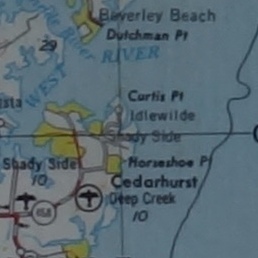 Beverley Beach
Dutchman Pt
29
RIVER
WEST
Curtis Pt
Idlewilde
Shady Side
Shady Side
Horseshoe P
10
Cedarhurst
Deep Creek
468
10